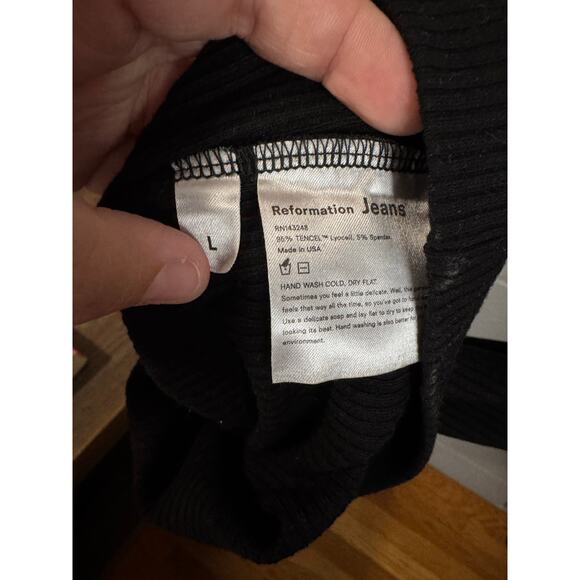 L
Reformation Jeans
RN143248
95% TENCEL™ Lyocell, 5% Spandex.
Made in USA
HAND WASH COLD, DRY FLAT.
Sometimes you feel a little delicate. Well, this
feels that way all the time, so you've got to
Use a delicate soap and lay flat to dry to keep
looking its best. Hand washing is also better for
environment.